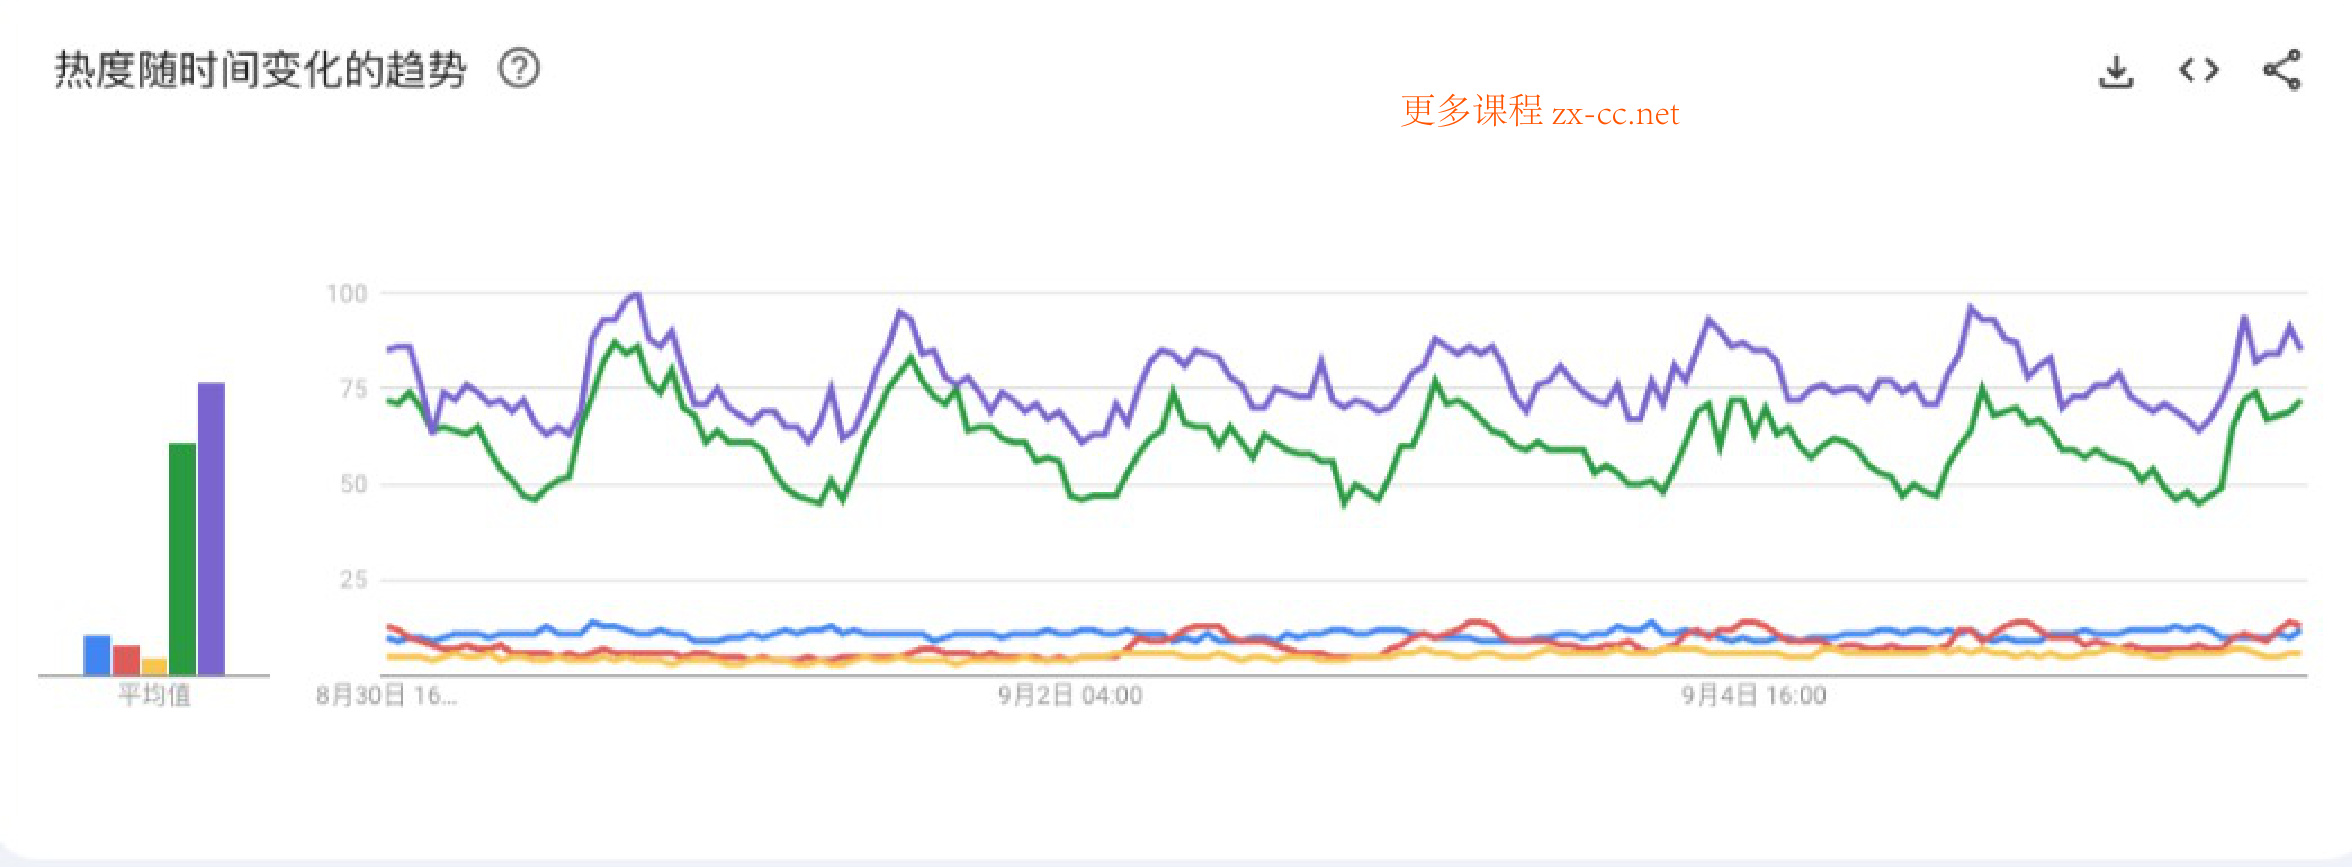 热度随时间变化的趋势 ?
更多课程 zx-cc.net
100
75
50
25
平均值
8月30日 16...
9月2日 04:00
9月4日 16:00